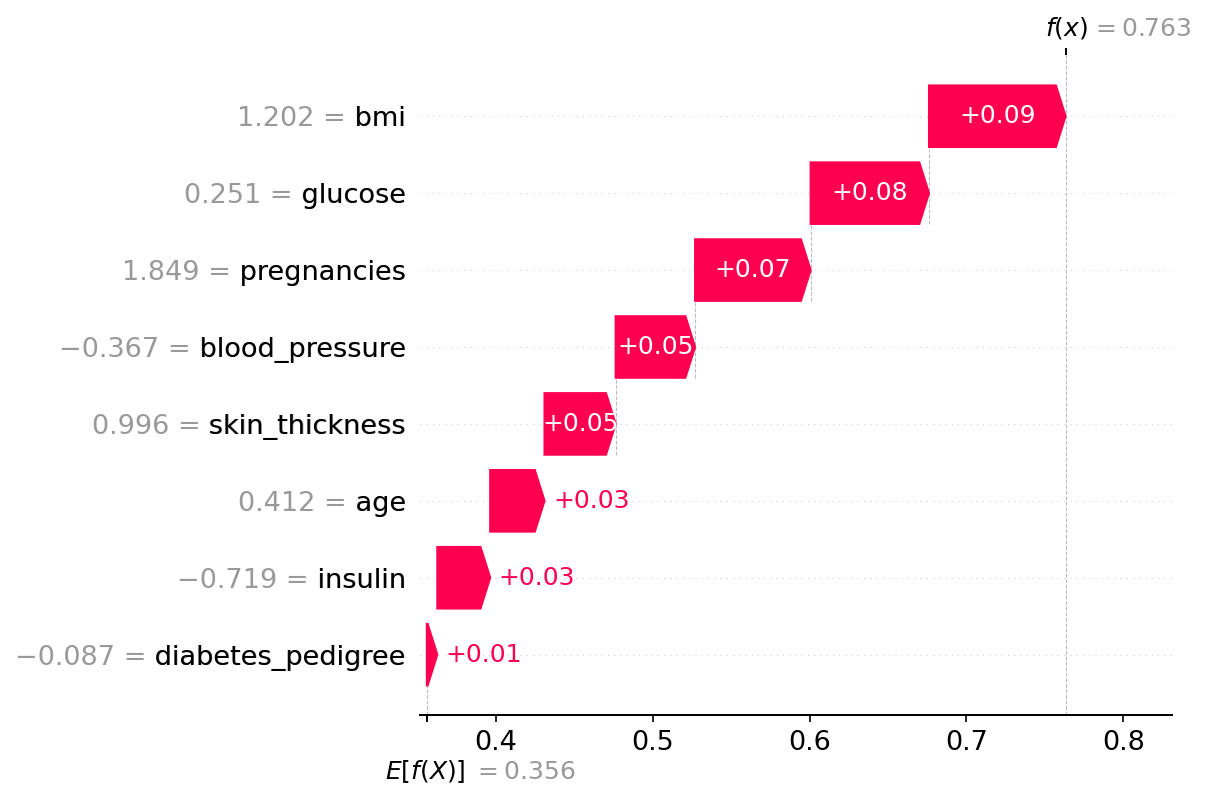 f(x) = 0.763
1.202 = bmi +0.09
0.251 = glucose +0.08
1.849 = pregnancies +0.07
−0.367 = blood_pressure +0.05
0.996 = skin_thickness +0.05
0.412 = age +0.03
−0.719 = insulin +0.03
−0.087 = diabetes_pedigree +0.01
0.4 0.5 0.6 0.7 0.8
E[f(X)] = 0.356